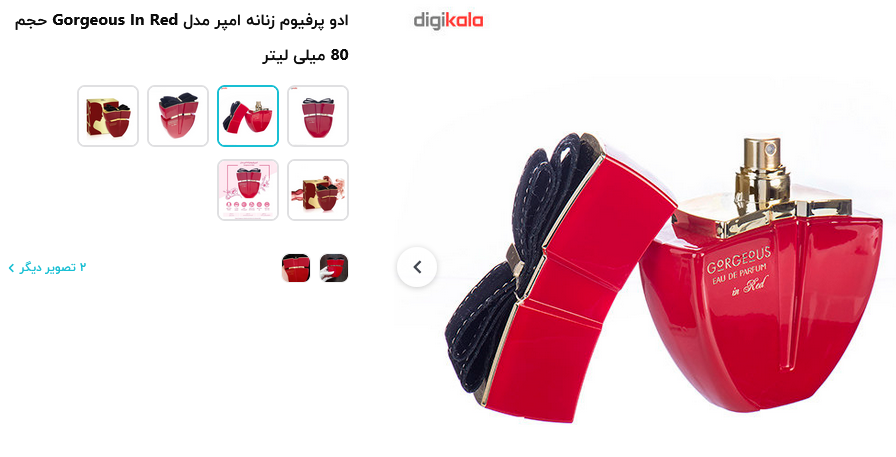 ادو پرفیوم زنانه امپر مدل Gorgeous In Red حجم
80 میلی لیتر
۲ تصویر دیگر
digikala
GORGEOUS
EAU DE PARFUM
in Red